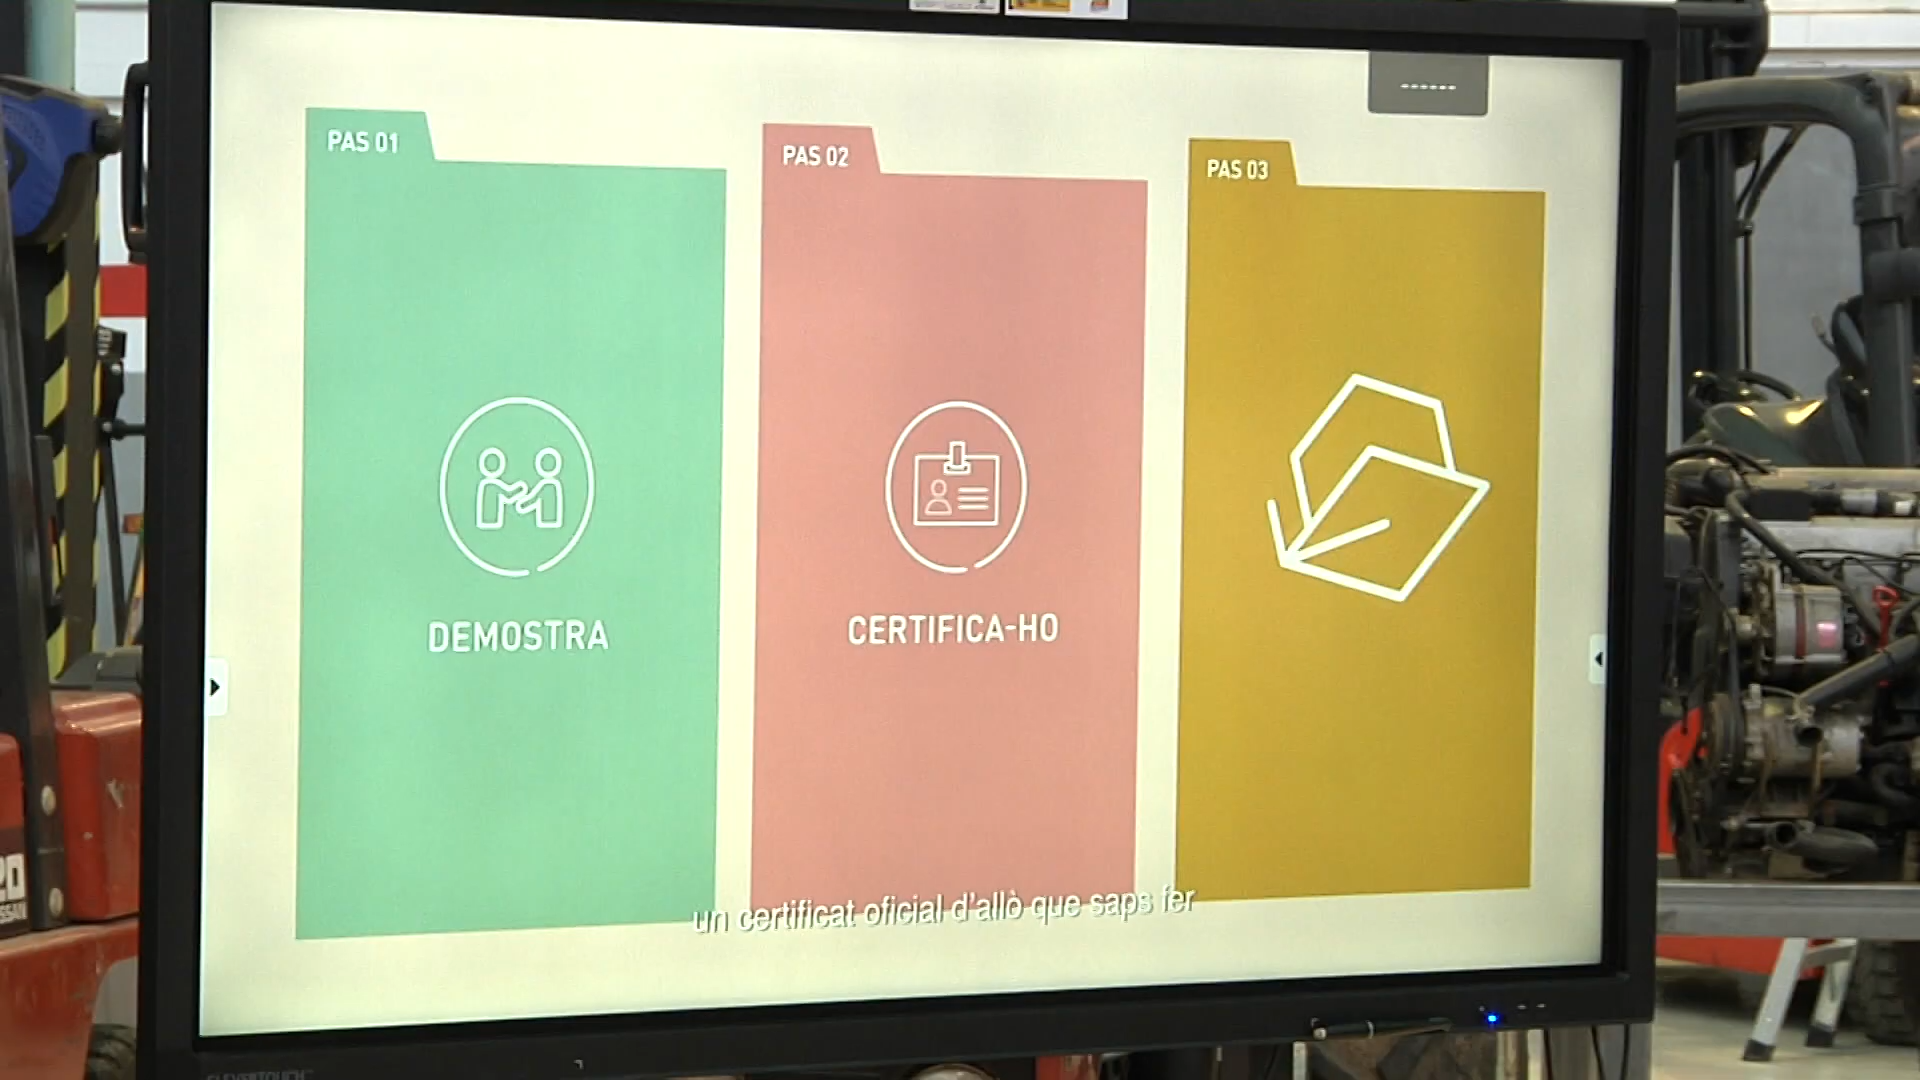 PAS 01
PAS 02
PAS 03
DEMOSTRA
CERTIFICA-HO
un certificat oficial d'allò que saps fer